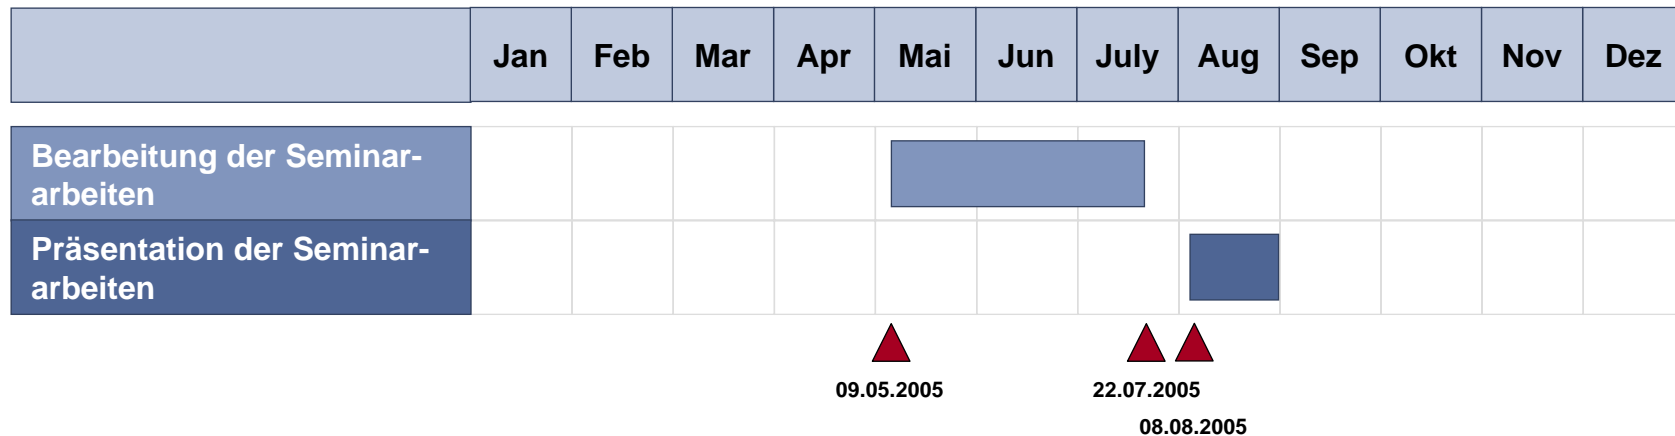 Jan Feb Mar Apr Mai Jun July Aug Sep Okt Nov Dez
Bearbeitung der Seminar-
arbeiten
Präsentation der Seminar-
arbeiten
09.05.2005 22.07.2005
08.08.2005